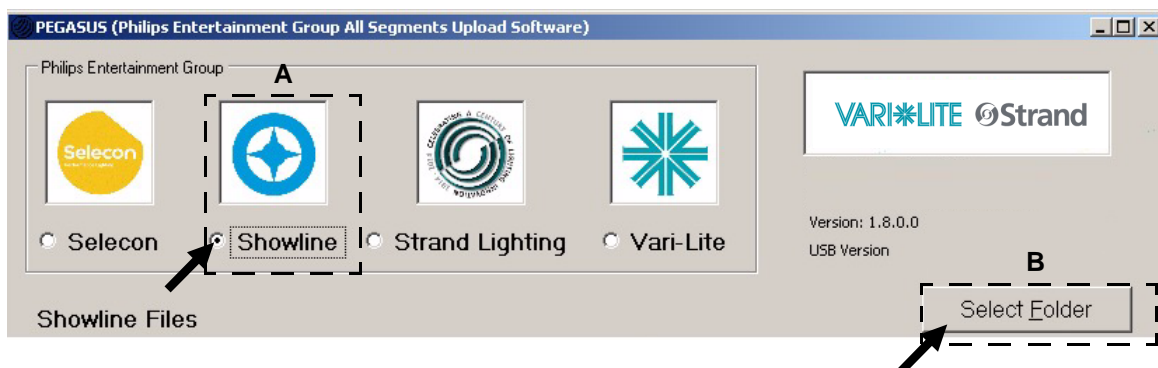 PEGASUS (Philips Entertainment Group All Segments Upload Software)
Philips Entertainment Group
A
Selecon
VARI*LITE Strand
Selecon
Showline
Strand Lighting
Vari-Lite
Version: 1.8.0.0
USB Version
B
Showline Files
Select Folder